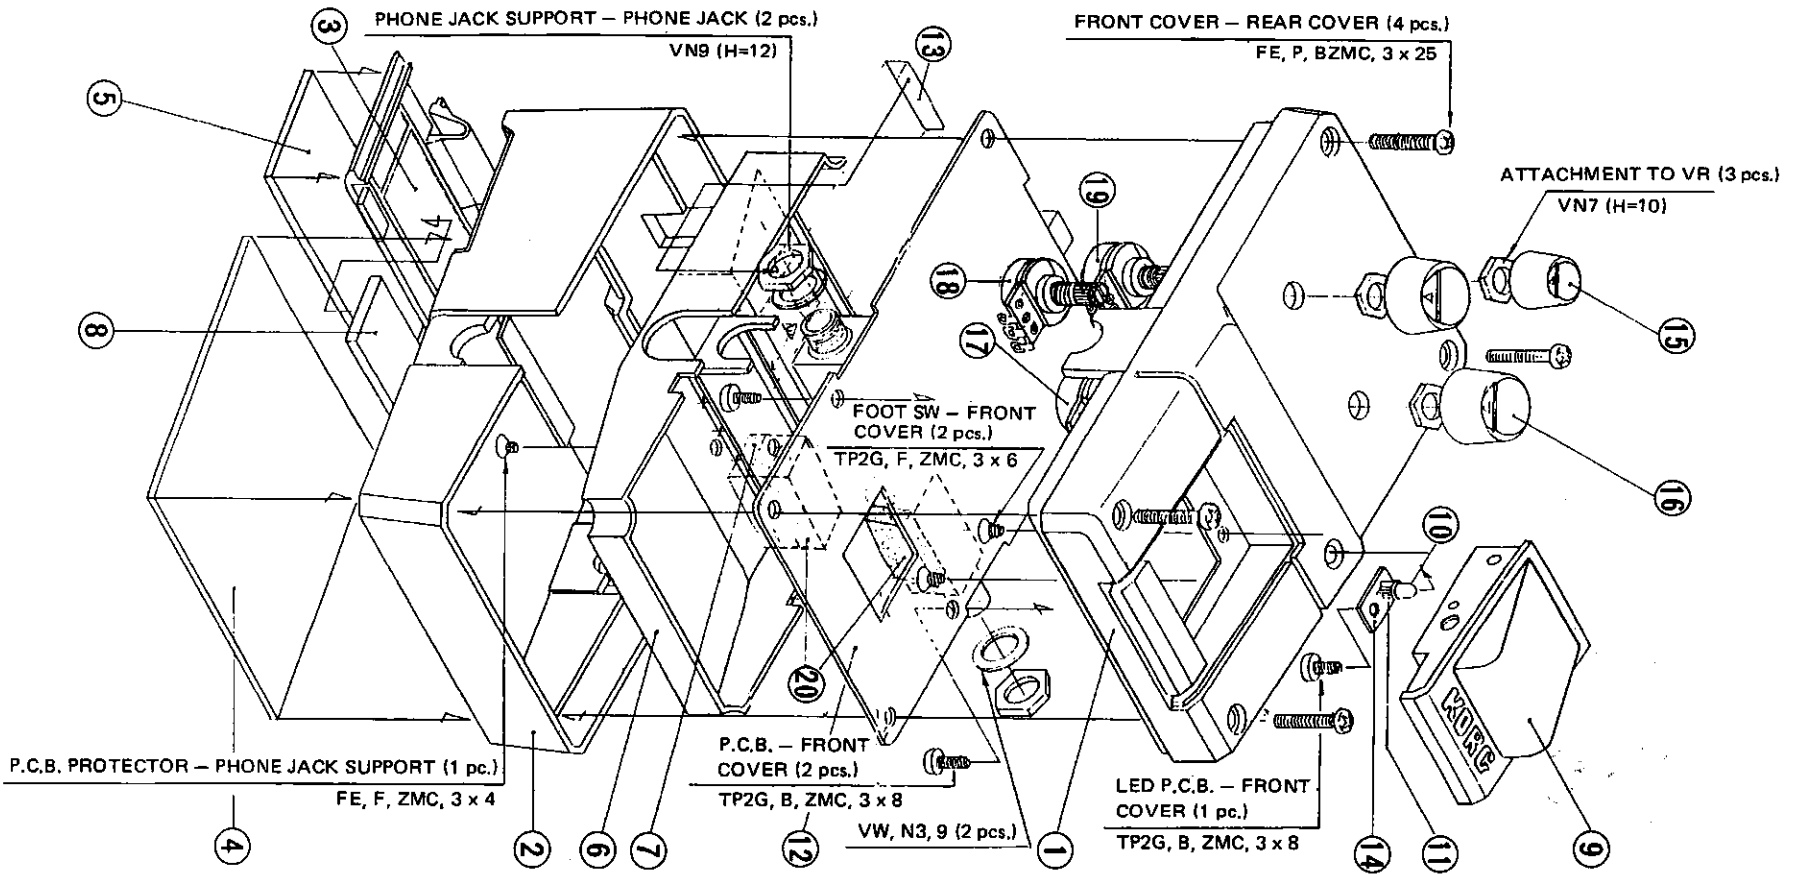 PHONE JACK SUPPORT – PHONE JACK (2 pcs.)
VN9 (H=12)
FRONT COVER – REAR COVER (4 pcs.)
FE, P, BZMC, 3 x 25
ATTACHMENT TO VR (3 pcs.)
VN7 (H=10)
3
13
5
19
18
17
15
8
16
10
FOOT SW – FRONT
COVER (2 pcs.)
TP2G, F, ZMC, 3 x 6
20
KORG
P.C.B. PROTECTOR – PHONE JACK SUPPORT (1 pc.)
FE, F, ZMC, 3 x 4
P.C.B. – FRONT
COVER (2 pcs.)
TP2G, B, ZMC, 3 x 8
VW, N3, 9 (2 pcs.)
LED P.C.B. – FRONT
COVER (1 pc.)
TP2G, B, ZMC, 3 x 8
4
2
6
7
12
1
14
11
9